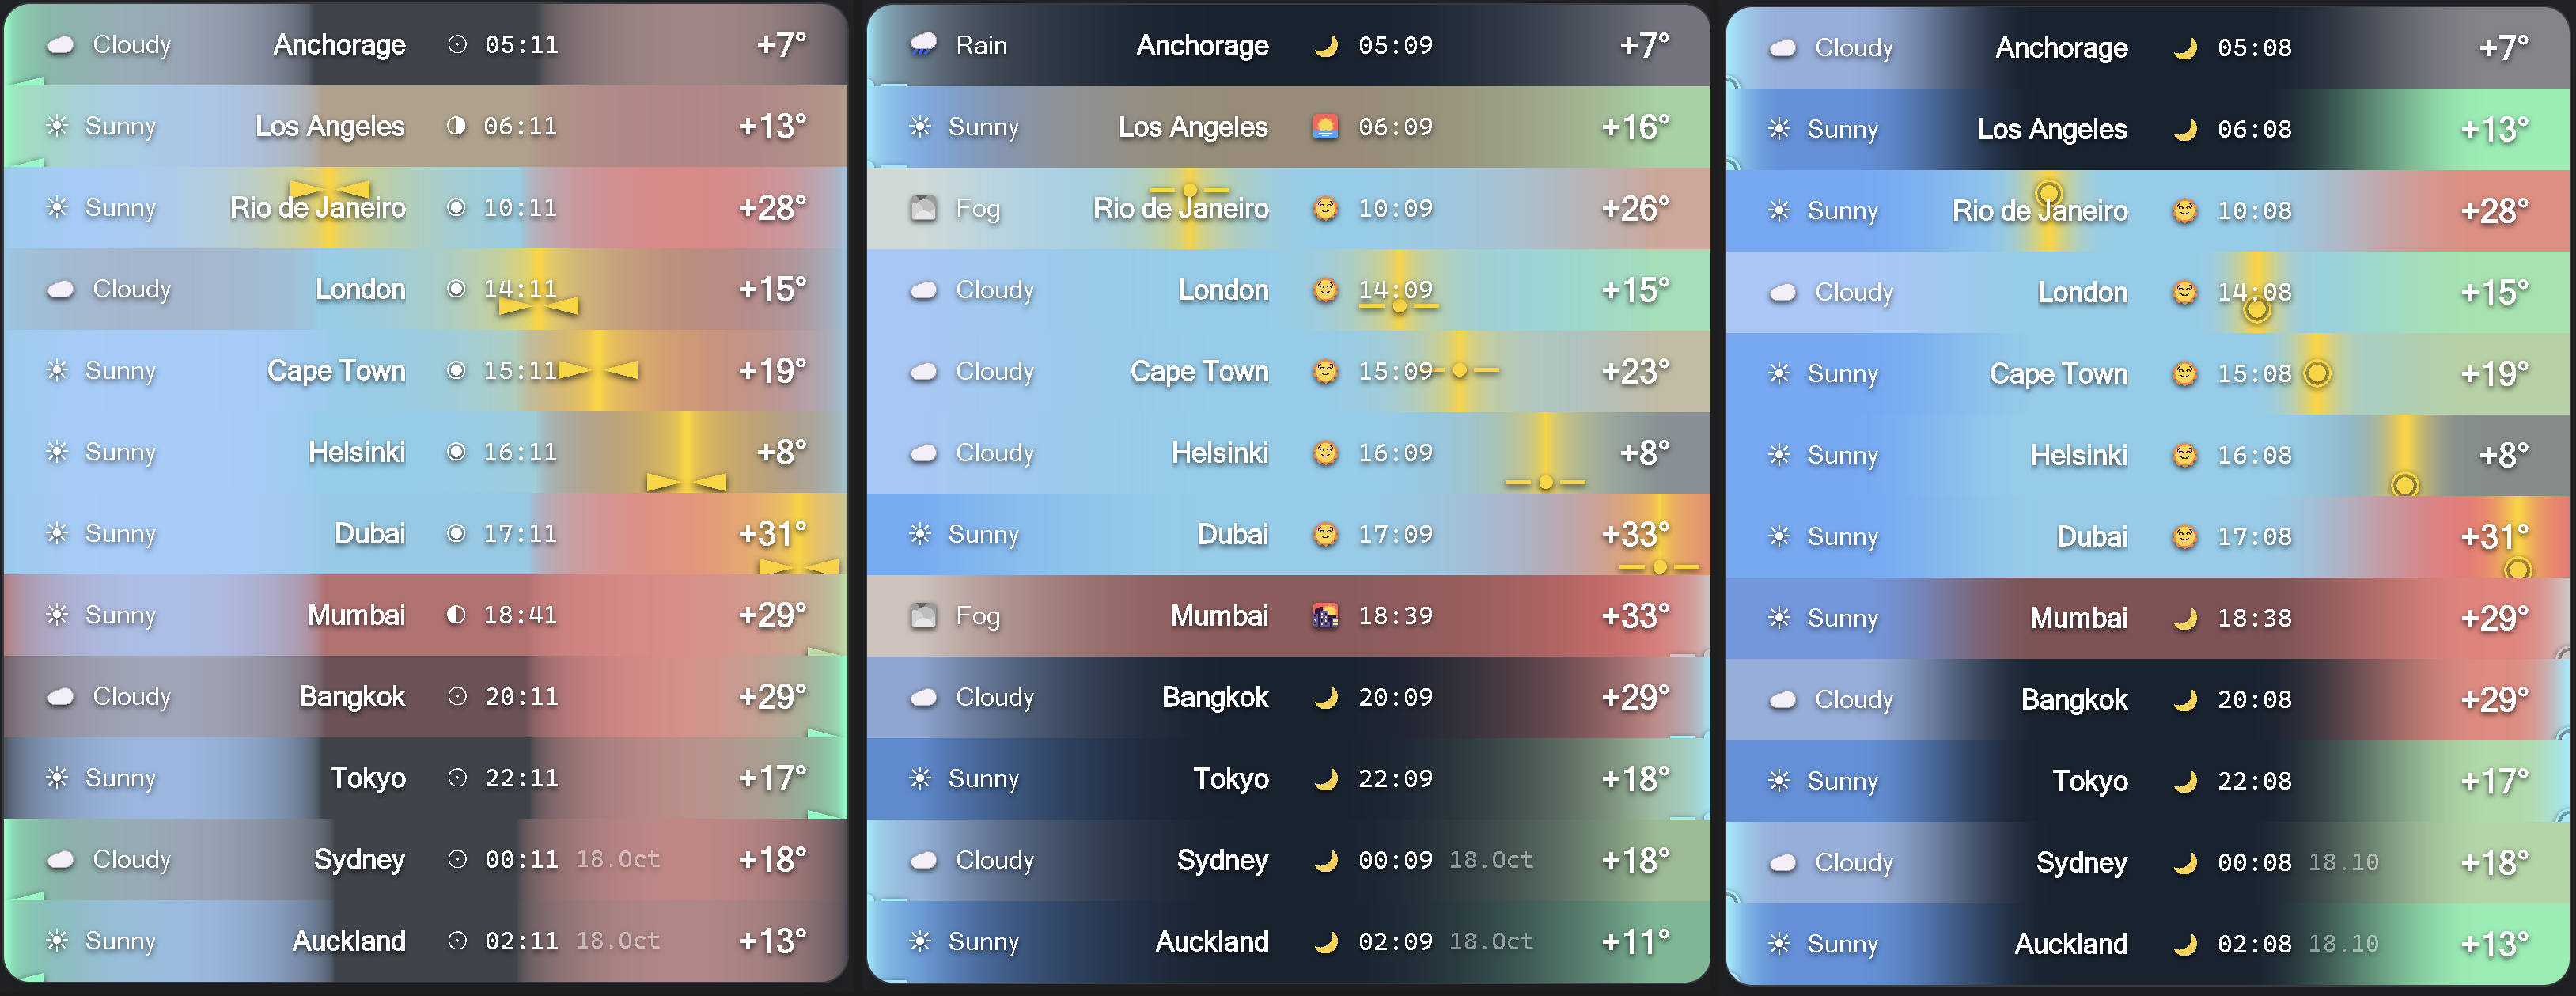 Cloudy Anchorage 05:11 +7°
Sunny Los Angeles 06:11 +13°
Sunny Rio de Janeiro 10:11 +28°
Cloudy London 14:11 +15°
Sunny Cape Town 15:11 +19°
Sunny Helsinki 16:11 +8°
Sunny Dubai 17:11 +31°
Sunny Mumbai 18:41 +29°
Cloudy Bangkok 20:11 +29°
Sunny Tokyo 22:11 +17°
Cloudy Sydney 00:11 18.Oct +18°
Sunny Auckland 02:11 18.Oct +13°
Rain Anchorage 05:09 +7°
Sunny Los Angeles 06:09 +16°
Fog Rio de Janeiro 10:09 +26°
Cloudy London 14:09 +15°
Cloudy Cape Town 15:09 +23°
Cloudy Helsinki 16:09 +8°
Sunny Dubai 17:09 +33°
Fog Mumbai 18:39 +33°
Cloudy Bangkok 20:09 +29°
Sunny Tokyo 22:09 +18°
Cloudy Sydney 00:09 18.Oct +18°
Sunny Auckland 02:09 18.Oct +11°
Cloudy Anchorage 05:08 +7°
Sunny Los Angeles 06:08 +13°
Sunny Rio de Janeiro 10:08 +28°
Cloudy London 14:08 +15°
Sunny Cape Town 15:08 +19°
Sunny Helsinki 16:08 +8°
Sunny Dubai 17:08 +31°
Sunny Mumbai 18:38 +29°
Cloudy Bangkok 20:08 +29°
Sunny Tokyo 22:08 +17°
Cloudy Sydney 00:08 18.10 +18°
Sunny Auckland 02:08 18.10 +13°